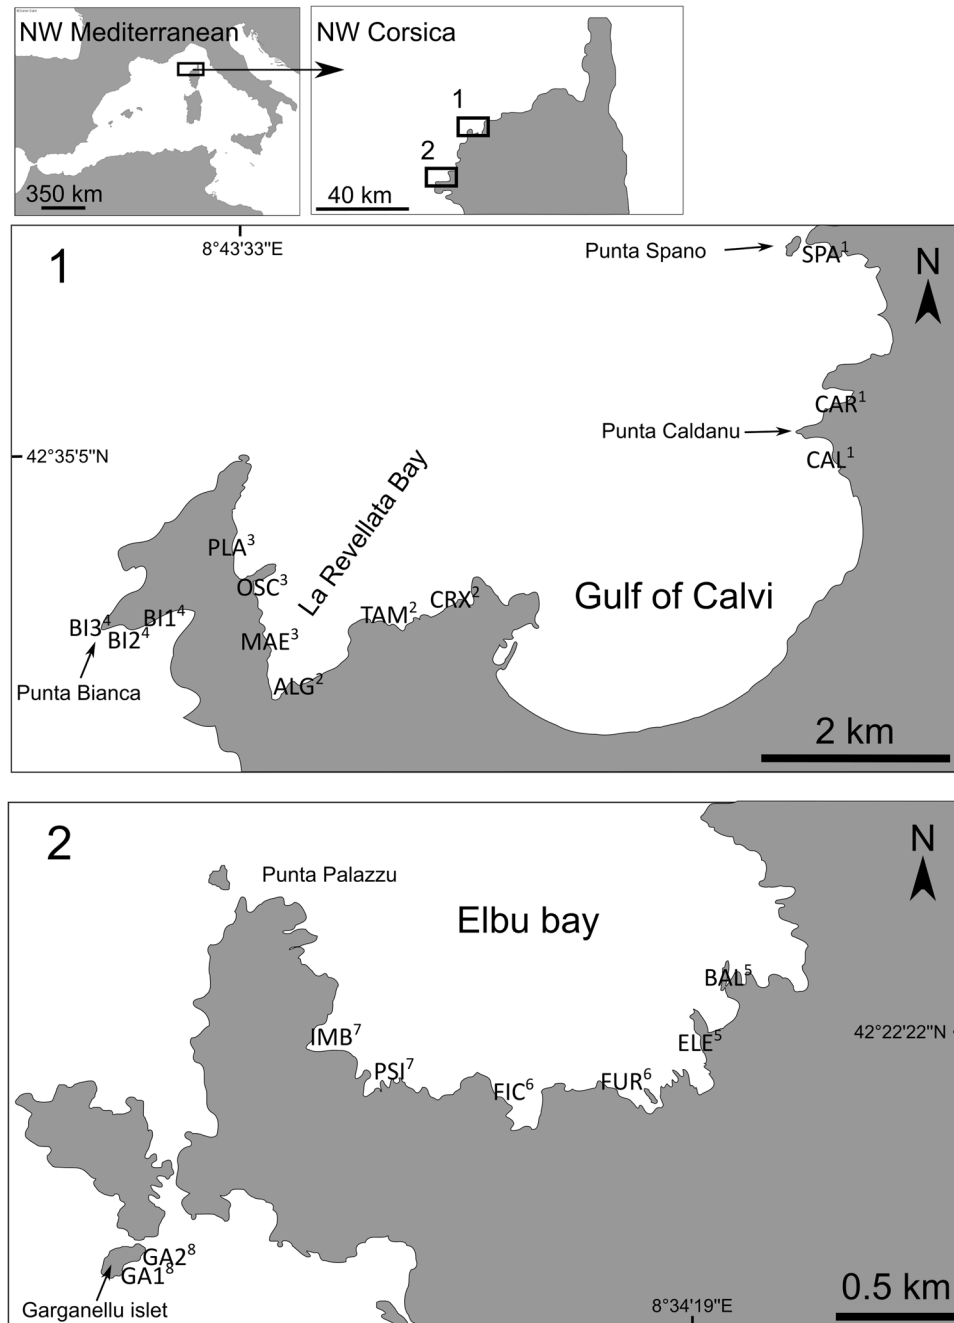 NW Mediterranean
350 km
NW Corsica
1
2
40 km
1
8°43'33"E
Punta Spano
SPA¹
N
CAR¹
Punta Caldanu
CAL¹
42°35'5"N
La Revellata Bay
PLA³
OSC³
CRX²
TAM²
Gulf of Calvi
BI1⁴
BI3⁴
BI2⁴
MAE³
Punta Bianca
ALG²
2 km
2
N
Punta Palazzu
Elbu bay
BAL⁵
42°22'22"N
IMB⁷
ELE⁵
PSJ⁷
FIC⁶
FUR⁶
GA2⁸
GA1⁸
Garganellu islet
8°34'19"E
0.5 km